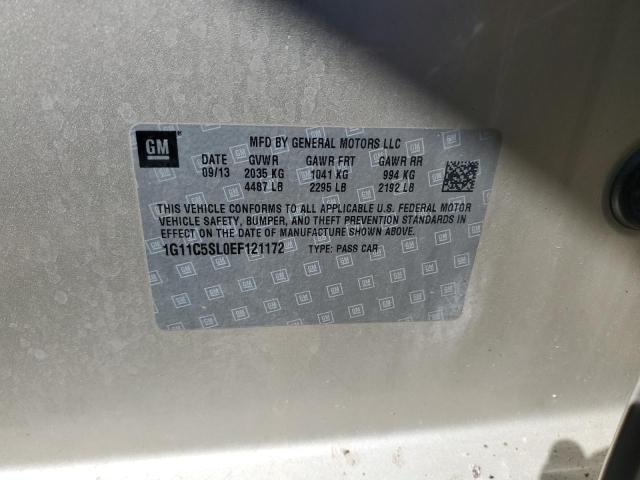 GM
MFD BY GENERAL MOTORS LLC
DATE GVWR GAWR FRT GAWR RR
09/13 2035 KG 1041 KG 994 KG
4487 LB 2295 LB 2192 LB
THIS VEHICLE CONFORMS TO ALL APPLICABLE U.S. FEDERAL MOTOR
VEHICLE SAFETY, BUMPER, AND THEFT PREVENTION STANDARDS IN
EFFECT ON THE DATE OF MANUFACTURE SHOWN ABOVE.
1G11C5SL0EF121172 TYPE: PASS CAR